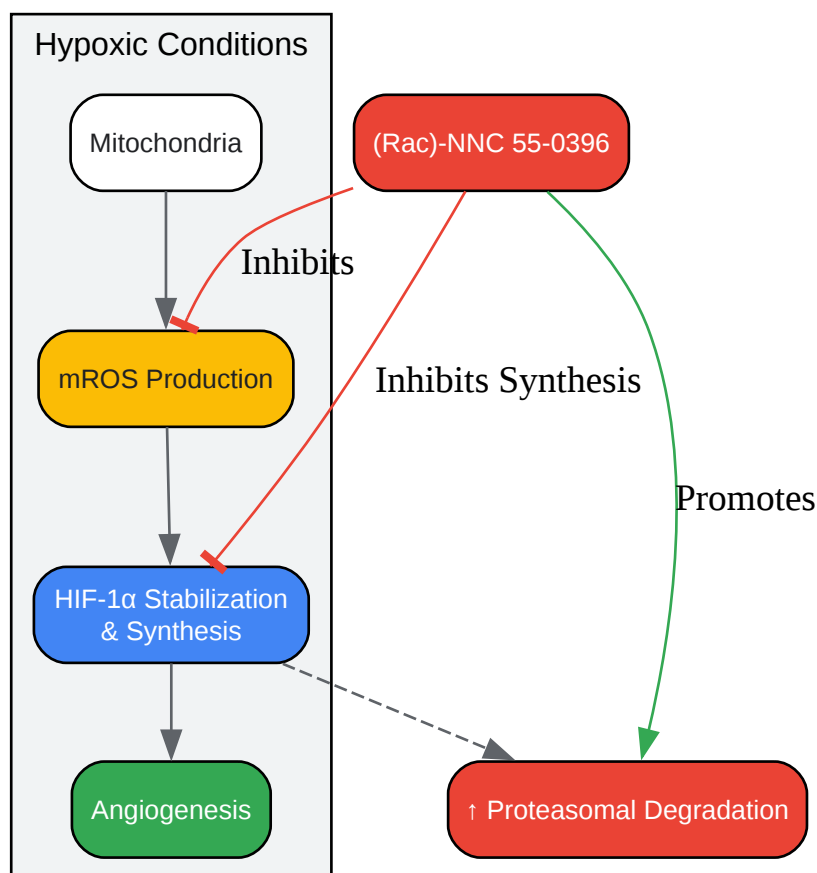 Hypoxic Conditions
Mitochondria
(Rac)-NNC 55-0396
Inhibits
mROS Production
Inhibits Synthesis
Promotes
HIF-1α Stabilization
& Synthesis
Angiogenesis
↑ Proteasomal Degradation